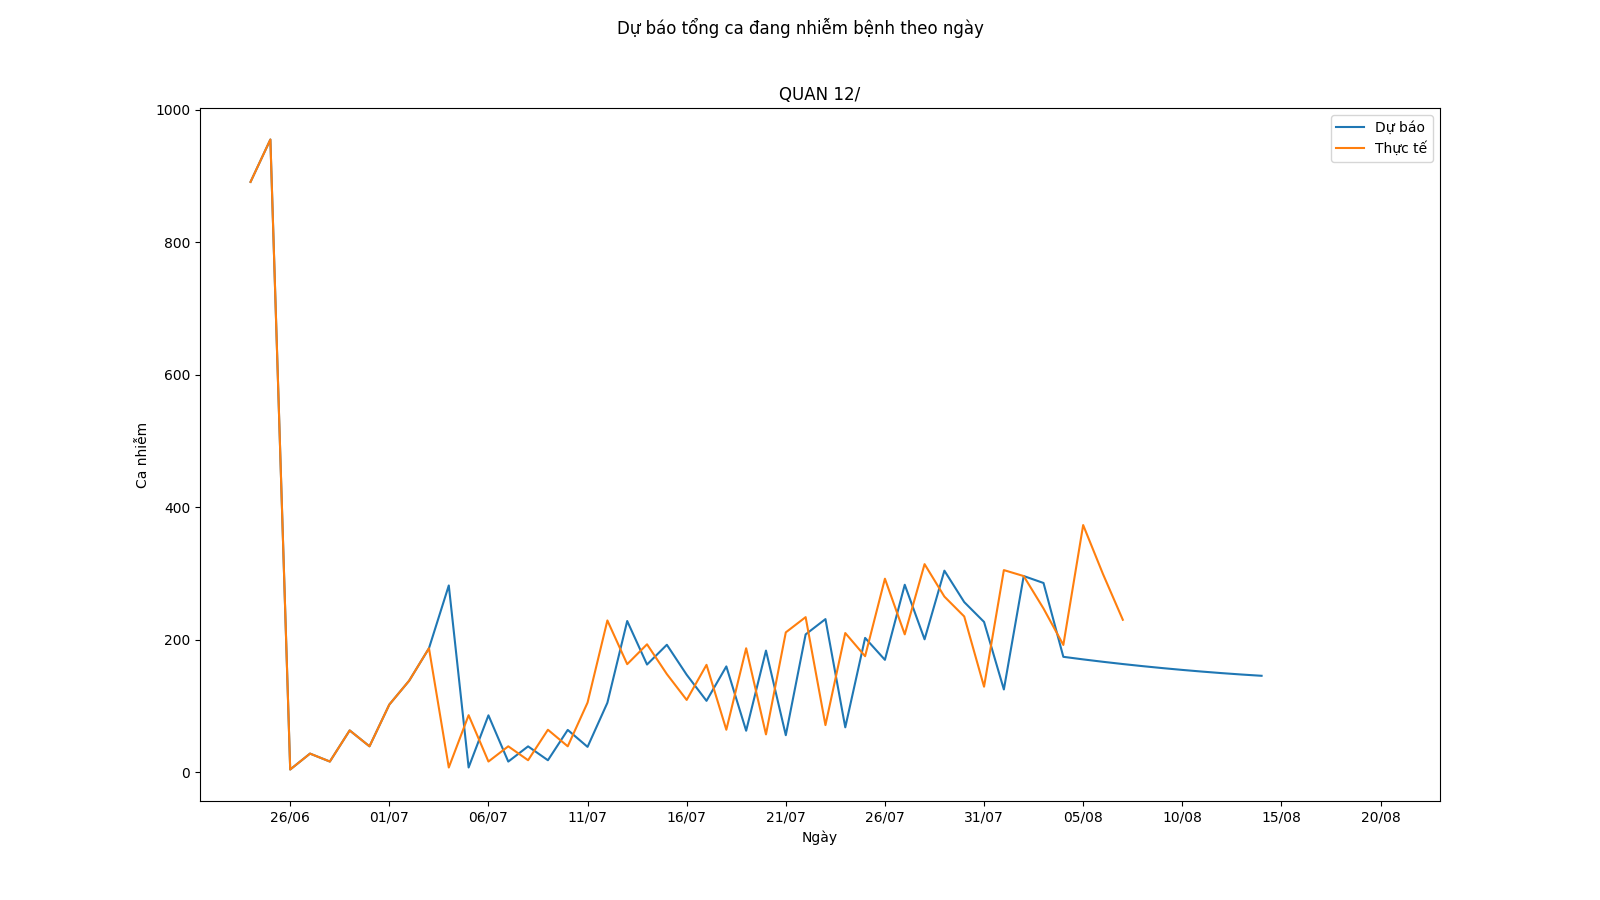 Dự báo tổng ca đang nhiễm bệnh theo ngày
QUAN 12/
Dự báo
Thực tế
1000
800
600
400
200
0
Ca nhiễm
26/06 01/07 06/07 11/07 16/07 21/07 26/07 31/07 05/08 10/08 15/08 20/08
Ngày